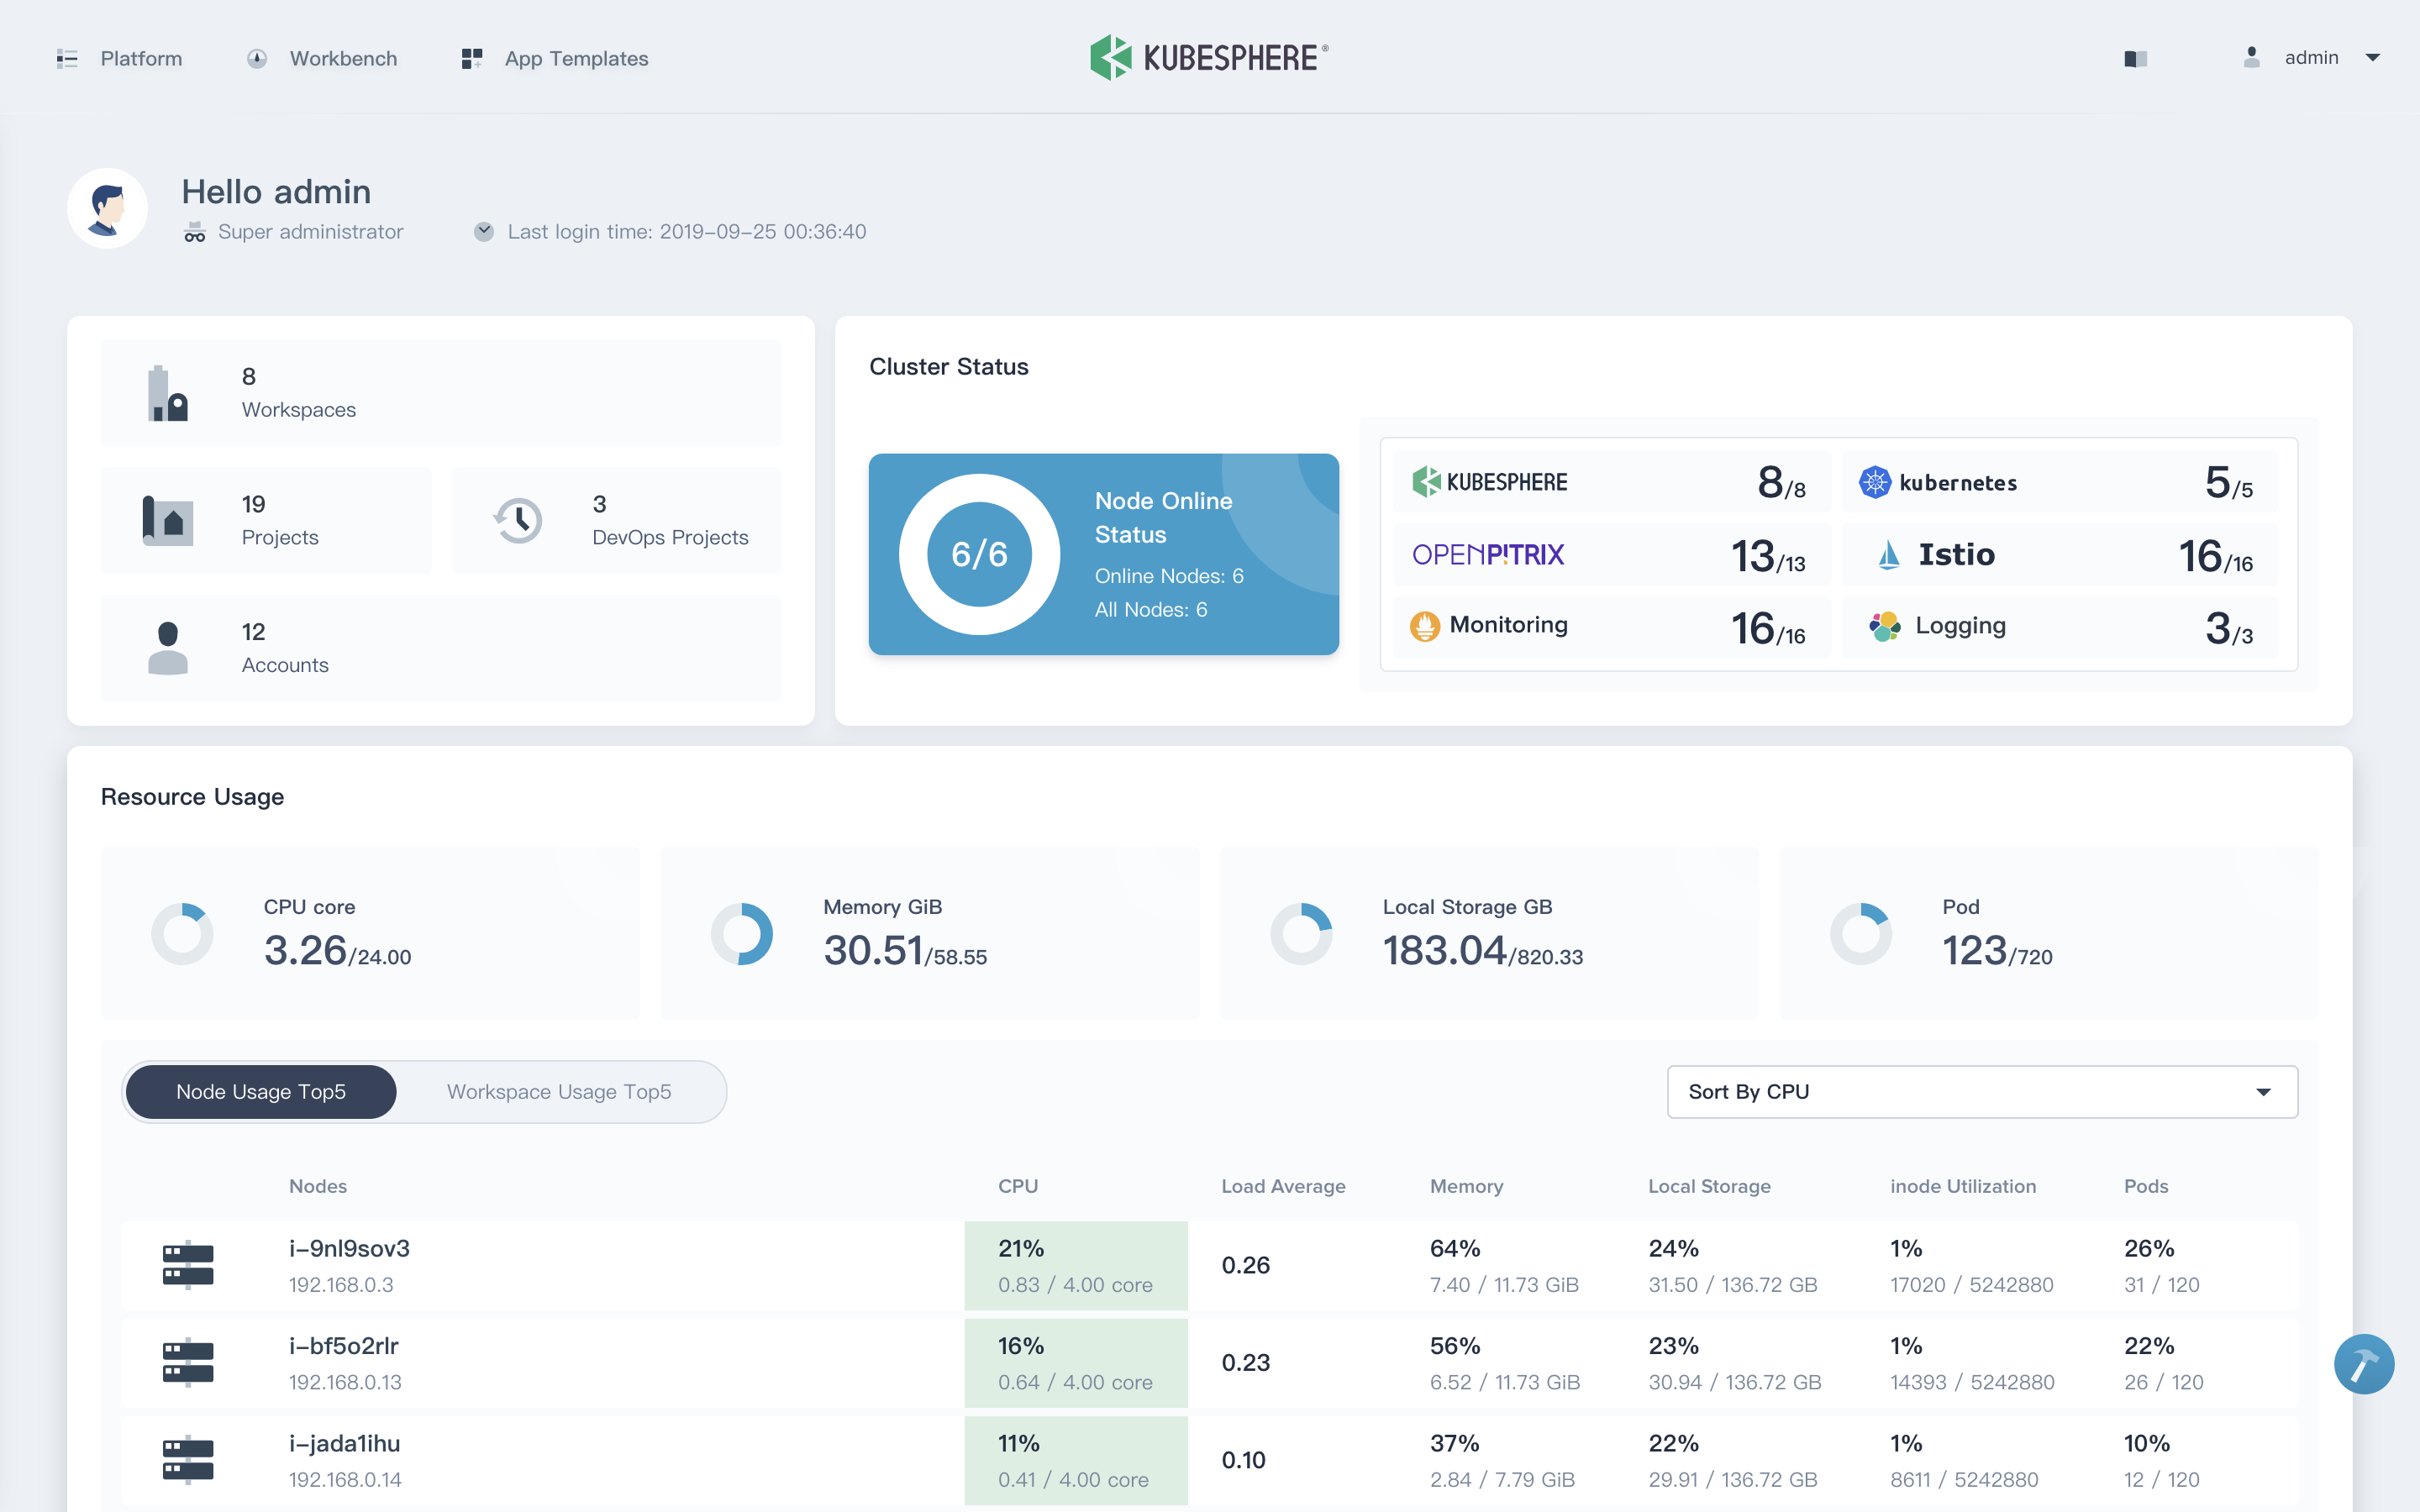 Platform
Workbench
App Templates
KUBESPHERE®
admin
Hello admin
Super administrator
Last login time: 2019-09-25 00:36:40
8
Workspaces
19
Projects
3
DevOps Projects
12
Accounts
Cluster Status
6/6
Node Online
Status
Online Nodes: 6
All Nodes: 6
KUBESPHERE 8/8
kubernetes 5/5
OPENPITRIX 13/13
Istio 16/16
Monitoring 16/16
Logging 3/3
Resource Usage
CPU core
3.26/24.00
Memory GiB
30.51/58.55
Local Storage GB
183.04/820.33
Pod
123/720
Node Usage Top5
Workspace Usage Top5
Sort By CPU
Nodes CPU Load Average Memory Local Storage inode Utilization Pods
i-9nl9sov3 21% 0.26 64% 24% 1% 26%
192.168.0.3 0.83 / 4.00 core 7.40 / 11.73 GiB 31.50 / 136.72 GB 17020 / 5242880 31 / 120
i-bf5o2rlr 16% 0.23 56% 23% 1% 22%
192.168.0.13 0.64 / 4.00 core 6.52 / 11.73 GiB 30.94 / 136.72 GB 14393 / 5242880 26 / 120
i-jada1ihu 11% 0.10 37% 22% 1% 10%
192.168.0.14 0.41 / 4.00 core 2.84 / 7.79 GiB 29.91 / 136.72 GB 8611 / 5242880 12 / 120